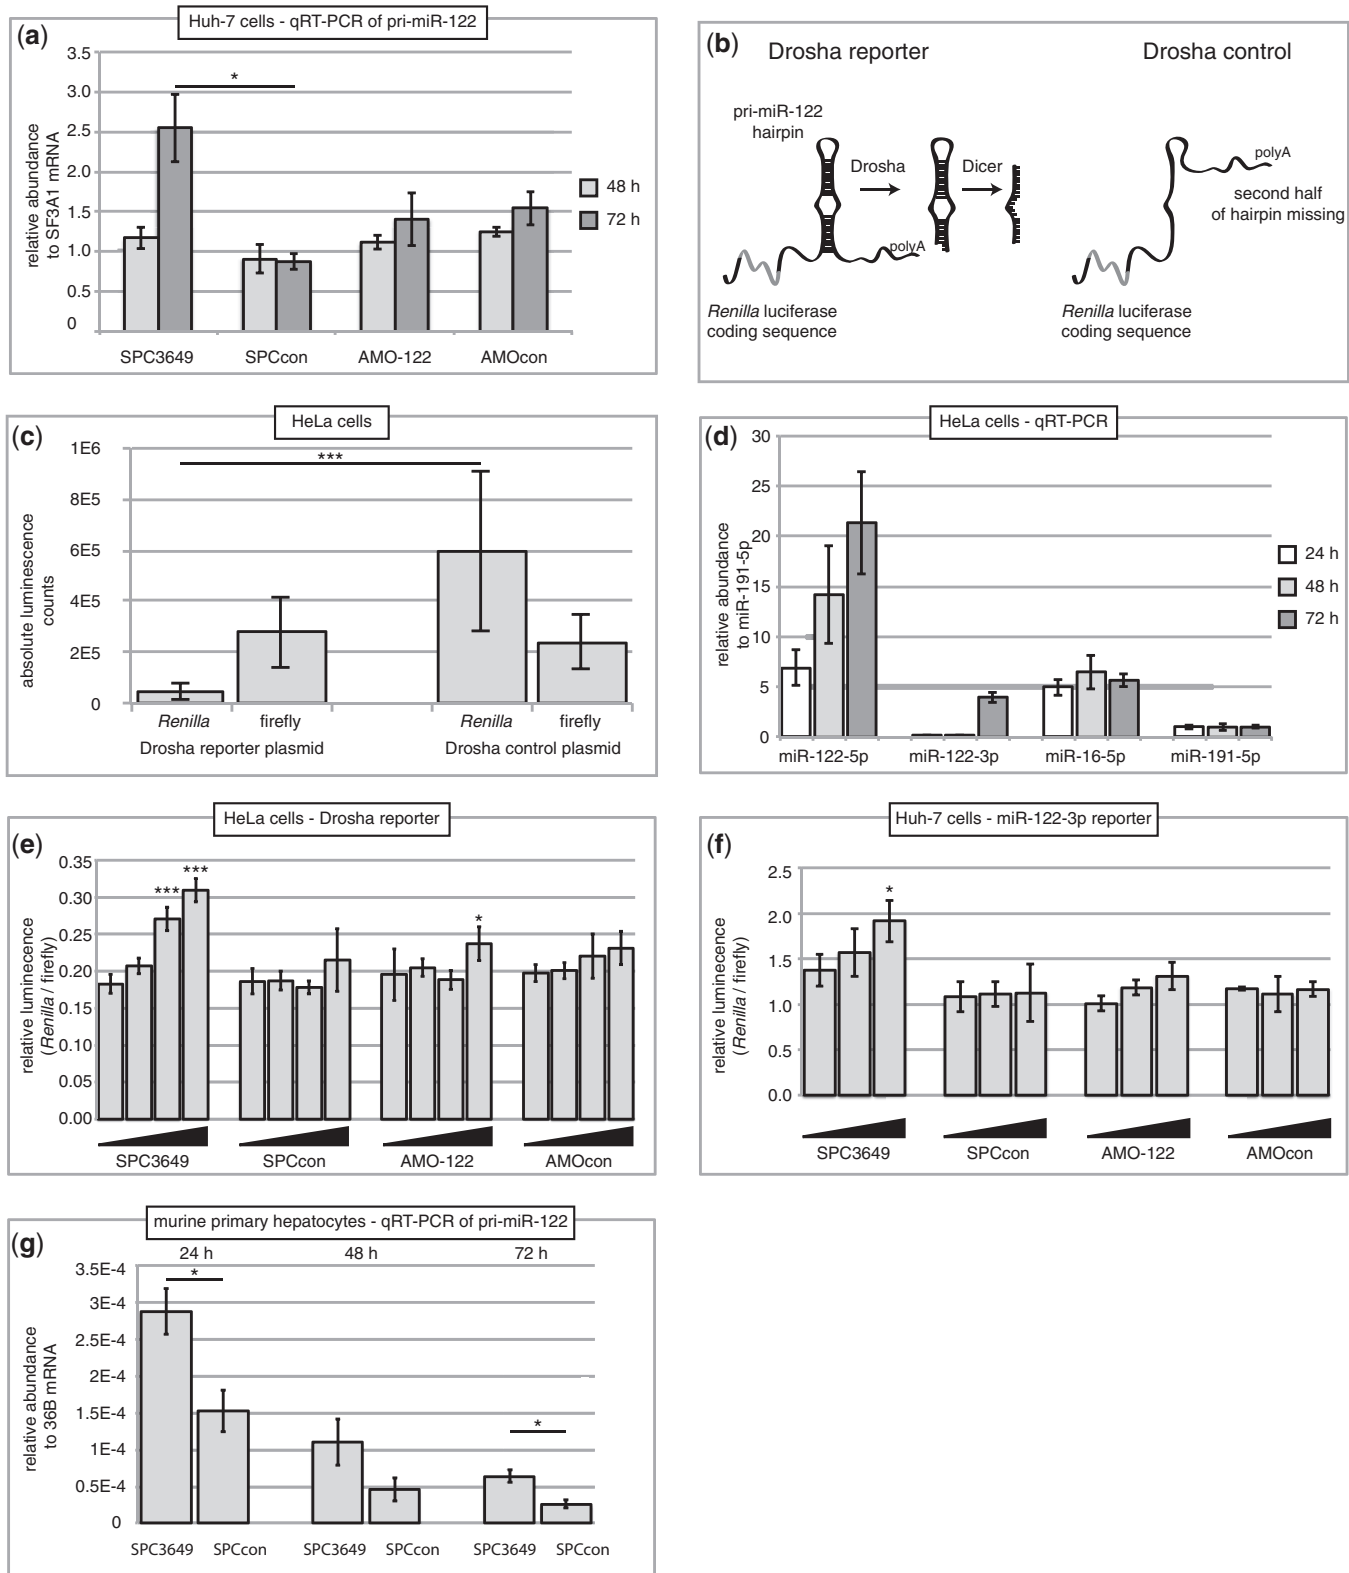 (a)
Huh-7 cells - qRT-PCR of pri-miR-122
relative abundance
to SF3A1 mRNA
3.5
3.0
2.5
2.0
1.5
1.0
0.5
0
*
48 h
72 h
SPC3649 SPCcon AMO-122 AMOcon
(b)
Drosha reporter Drosha control
pri-miR-122
hairpin
Drosha Dicer
polyA
polyA
second half
of hairpin missing
Renilla luciferase
coding sequence
Renilla luciferase
coding sequence
(c)
HeLa cells
absolute luminescence
counts
1E6
8E5
6E5
4E5
2E5
0
***
Renilla firefly Renilla firefly
Drosha reporter plasmid Drosha control plasmid
(d)
HeLa cells - qRT-PCR
relative abundance
to miR-191-5p
30
25
20
15
10
5
0
24 h
48 h
72 h
miR-122-5p miR-122-3p miR-16-5p miR-191-5p
(e)
HeLa cells - Drosha reporter
relative luminecence
(Renilla / firefly)
0.35
0.30
0.25
0.20
0.15
0.10
0.05
0.00
*** *** *
SPC3649 SPCcon AMO-122 AMOcon
(f)
Huh-7 cells - miR-122-3p reporter
relative luminecence
(Renilla / firefly)
2.5
2.0
1.5
1.0
0.5
0.0
*
SPC3649 SPCcon AMO-122 AMOcon
(g)
murine primary hepatocytes - qRT-PCR of pri-miR-122
24 h 48 h 72 h
relative abundance
to 36B mRNA
3.5E-4
3E-4
2.5E-4
2E-4
1.5E-4
1E-4
0.5E-4
0
* *
SPC3649 SPCcon SPC3649 SPCcon SPC3649 SPCcon